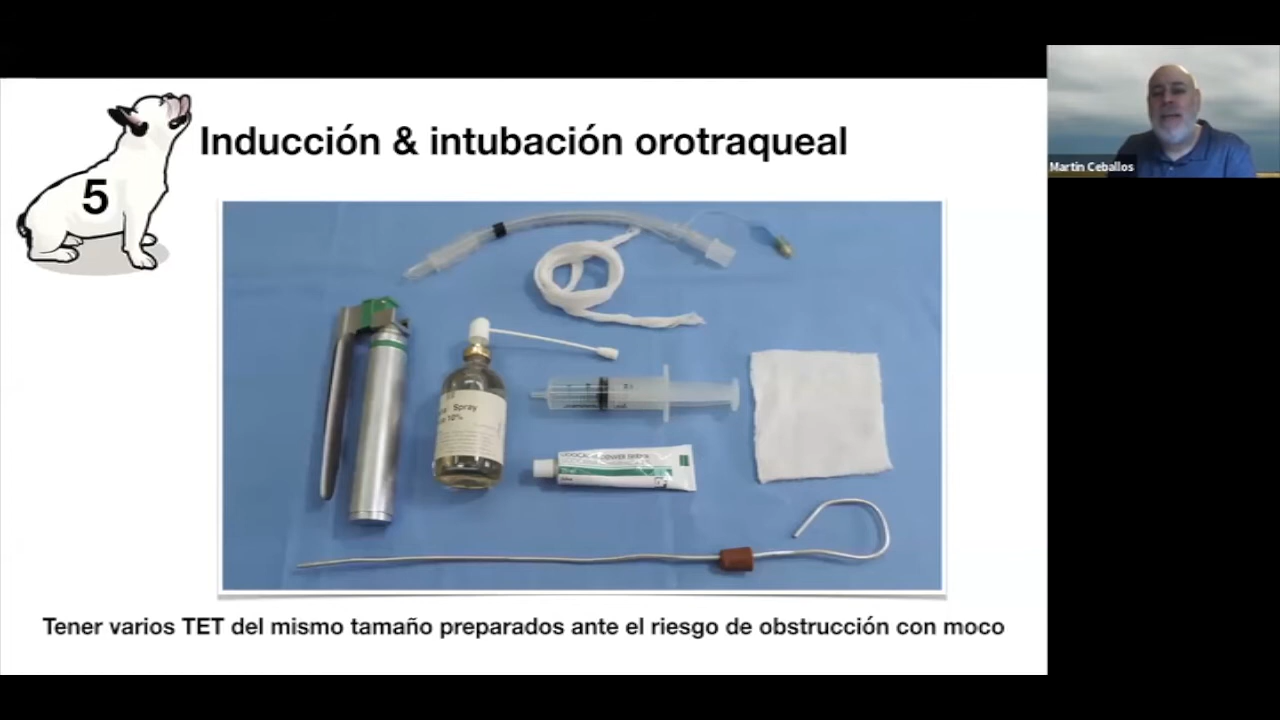 Inducción & intubación orotraqueal
5
Martin Ceballos
Spray
10%
Tener varios TET del mismo tamaño preparados ante el riesgo de obstrucción con moco